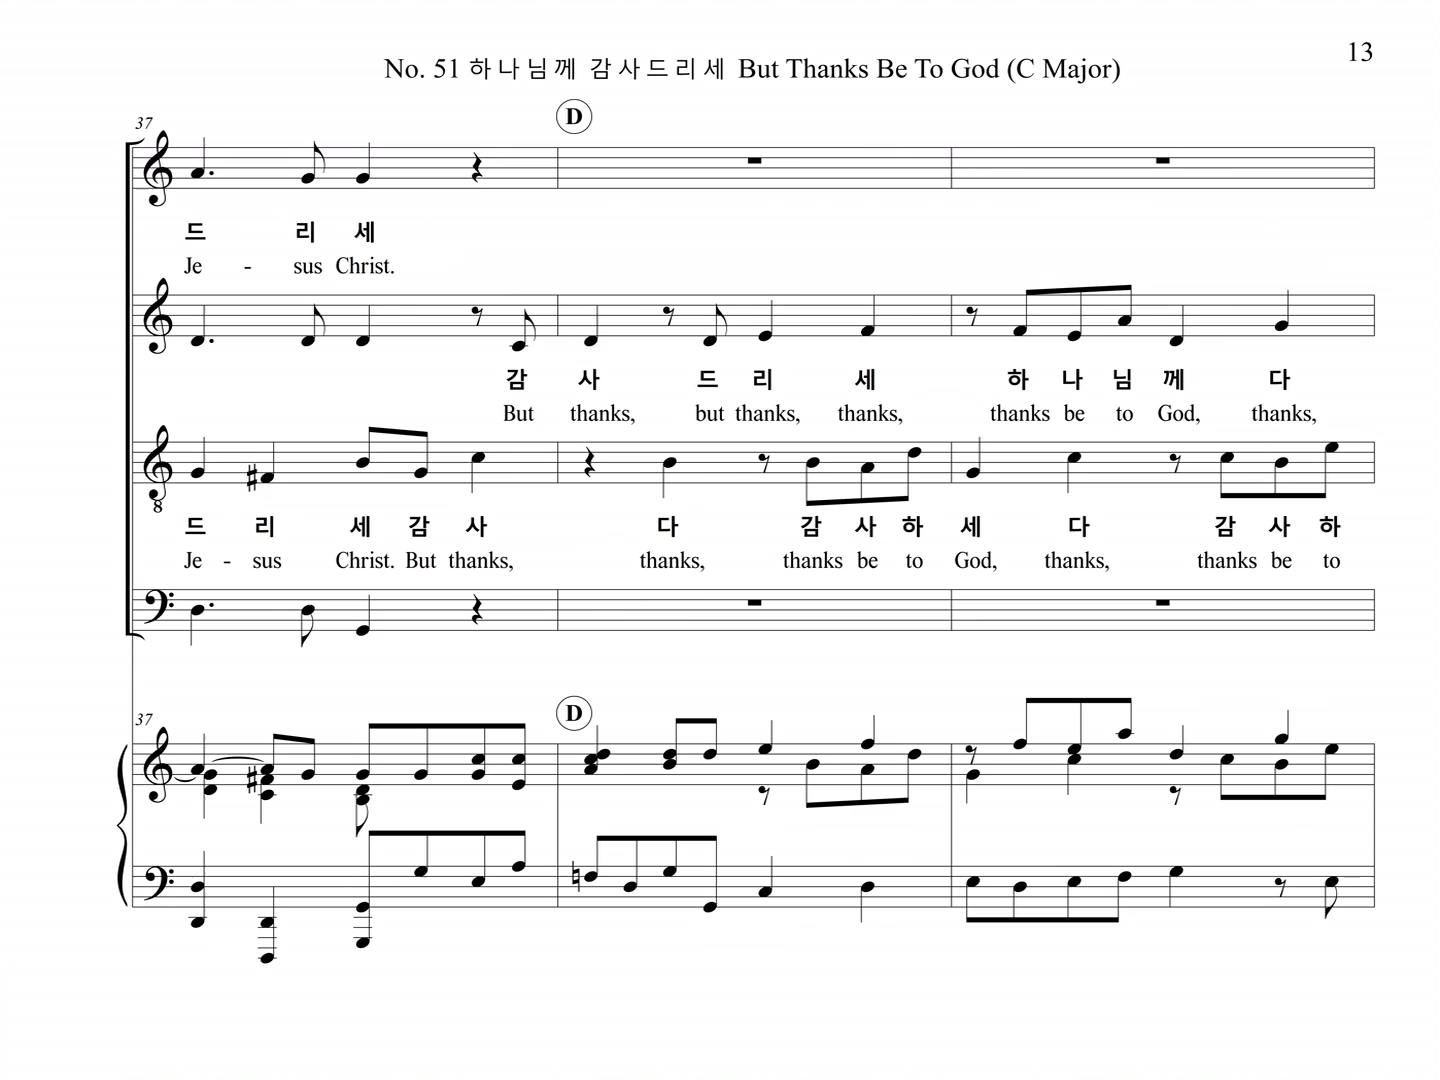 13
No. 51 하나님께 감사드리세 But Thanks Be To God (C Major)
37
D
드 리 세
Je - sus Christ.
감 사 드 리 세 하 나 님 께 다
But thanks, but thanks, thanks, thanks be to God, thanks,
8
드 리 세 감 사 다 감 사 하 세 다 감 사 하
Je - sus Christ. But thanks, thanks, thanks be to God, thanks, thanks be to
37
D